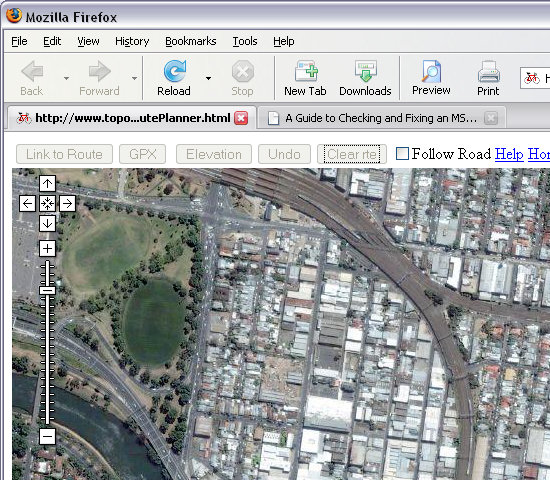 Mozilla Firefox
File Edit View History Bookmarks Tools Help
Back Forward Reload Stop New Tab Downloads Preview Print H
http://www.topo...utePlanner.html A Guide to Checking and Fixing an MS...
Link to Route GPX Elevation Undo Clear rte Follow Road Help Hor